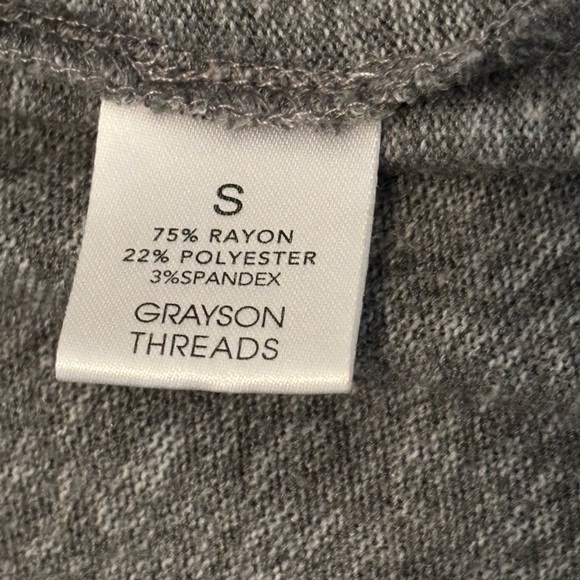 S
75% RAYON
22% POLYESTER
3%SPANDEX
GRAYSON
THREADS